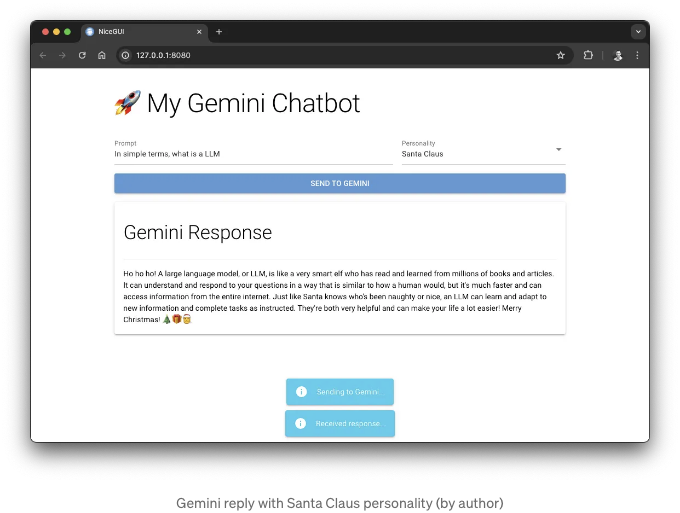 NiceGUI
127.0.0.1:8080
🚀 My Gemini Chatbot
Prompt
In simple terms, what is a LLM
Personality
Santa Claus
SEND TO GEMINI
Gemini Response
Ho ho ho! A large language model, or LLM, is like a very smart elf who has read and learned from millions of books and articles.
It can understand and respond to your questions in a way that is similar to how a human would, but it's much faster and can
access information from the entire internet. Just like Santa knows who's been naughty or nice, an LLM can learn and adapt to
new information and complete tasks as instructed. They're both very helpful and can make your life a lot easier! Merry
Christmas! 🎄🎁🎅
Sending to Gemini...
Received response...
Gemini reply with Santa Claus personality (by author)